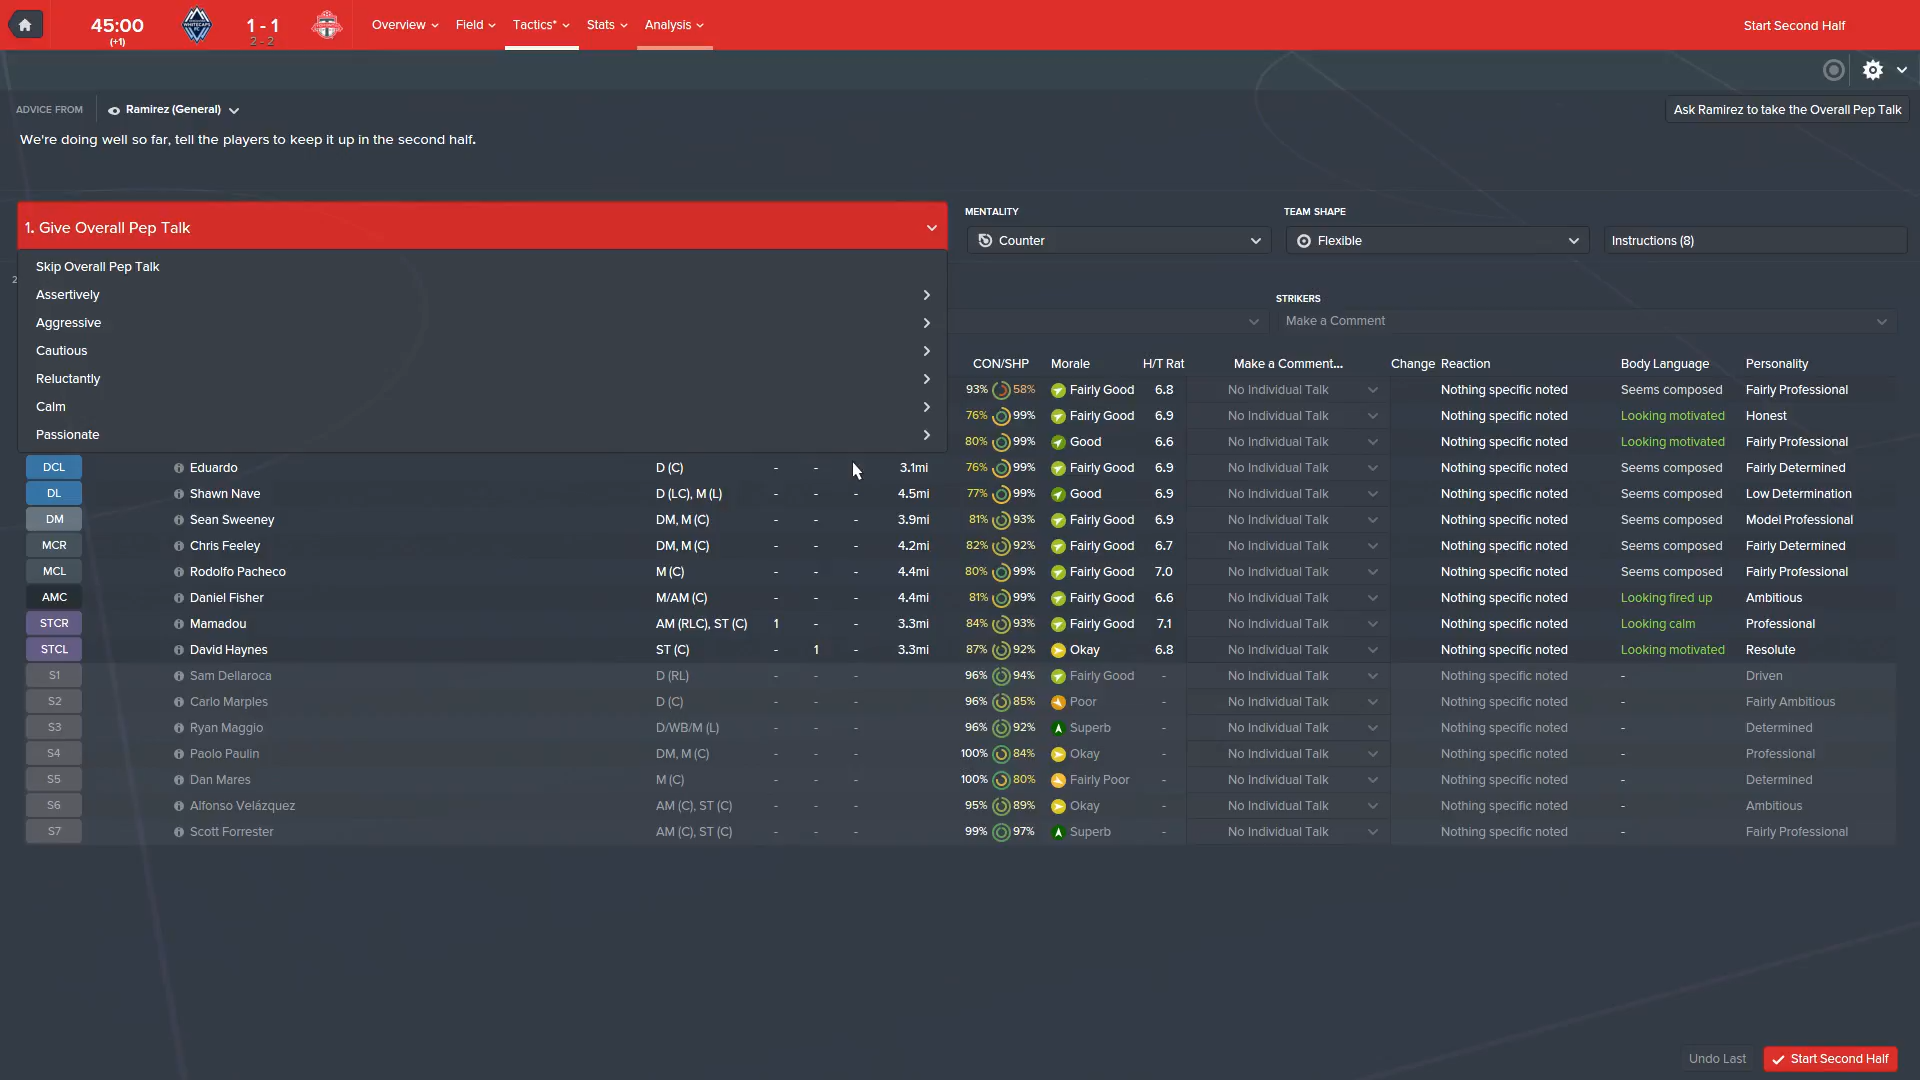 45:00
(+1)
1 - 1
2 - 2
Overview
Field
Tactics*
Stats
Analysis
Start Second Half
ADVICE FROM
Ramirez (General)
Ask Ramirez to take the Overall Pep Talk
We're doing well so far, tell the players to keep it up in the second half.
1. Give Overall Pep Talk
MENTALITY
Counter
TEAM SHAPE
Flexible
Instructions (8)
Skip Overall Pep Talk
Assertively
Aggressive
Cautious
Reluctantly
Calm
Passionate
2
STRIKERS
Make a Comment
CON/SHP Morale H/T Rat Make a Comment... Change Reaction Body Language Personality
93% 58% Fairly Good 6.8 No Individual Talk Nothing specific noted Seems composed Fairly Professional
76% 99% Fairly Good 6.9 No Individual Talk Nothing specific noted Looking motivated Honest
80% 99% Good 6.6 No Individual Talk Nothing specific noted Looking motivated Fairly Professional
DCL Eduardo D (C) - - - 3.1mi 76% 99% Fairly Good 6.9 No Individual Talk Nothing specific noted Seems composed Fairly Determined
DL Shawn Nave D (LC), M (L) - - - 4.5mi 77% 99% Good 6.9 No Individual Talk Nothing specific noted Seems composed Low Determination
DM Sean Sweeney DM, M (C) - - - 3.9mi 81% 93% Fairly Good 6.9 No Individual Talk Nothing specific noted Seems composed Model Professional
MCR Chris Feeley DM, M (C) - - - 4.2mi 82% 92% Fairly Good 6.7 No Individual Talk Nothing specific noted Seems composed Fairly Determined
MCL Rodolfo Pacheco M (C) - - - 4.4mi 80% 99% Fairly Good 7.0 No Individual Talk Nothing specific noted Seems composed Fairly Professional
AMC Daniel Fisher M/AM (C) - - - 4.4mi 81% 99% Fairly Good 6.6 No Individual Talk Nothing specific noted Looking fired up Ambitious
STCR Mamadou AM (RLC), ST (C) 1 - - 3.3mi 84% 93% Fairly Good 7.1 No Individual Talk Nothing specific noted Looking calm Professional
STCL David Haynes ST (C) - 1 - 3.3mi 87% 92% Okay 6.8 No Individual Talk Nothing specific noted Looking motivated Resolute
S1 Sam Dellaroca D (RL) - - - 96% 94% Fairly Good - No Individual Talk Nothing specific noted - Driven
S2 Carlo Marples D (C) - - - 96% 85% Poor - No Individual Talk Nothing specific noted - Fairly Ambitious
S3 Ryan Maggio D/WB/M (L) - - - 96% 92% Superb - No Individual Talk Nothing specific noted - Determined
S4 Paolo Paulin DM, M (C) - - - 100% 84% Okay - No Individual Talk Nothing specific noted - Professional
S5 Dan Mares M (C) - - - 100% 80% Fairly Poor - No Individual Talk Nothing specific noted - Determined
S6 Alfonso Velázquez AM (C), ST (C) - - - 95% 89% Okay - No Individual Talk Nothing specific noted - Ambitious
S7 Scott Forrester AM (C), ST (C) - - - 99% 97% Superb - No Individual Talk Nothing specific noted - Fairly Professional
Undo Last
Start Second Half